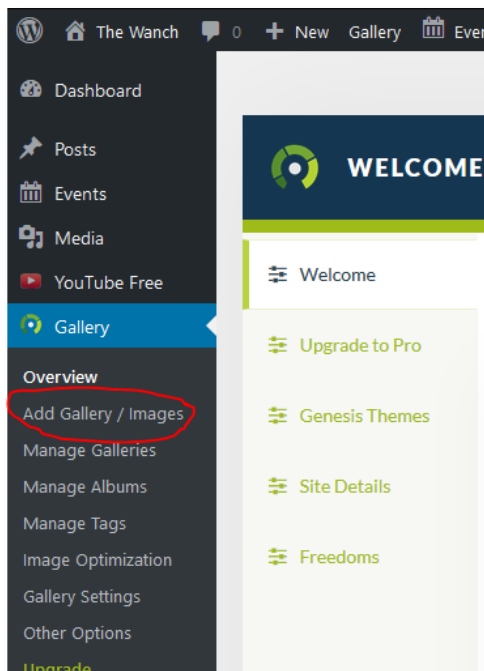 The Wanch 0 + New Gallery Ever
Dashboard
Posts
Events
Media
YouTube Free
Gallery
Overview
Add Gallery / Images
Manage Galleries
Manage Albums
Manage Tags
Image Optimization
Gallery Settings
Other Options
Upgrade
WELCOME
Welcome
Upgrade to Pro
Genesis Themes
Site Details
Freedoms